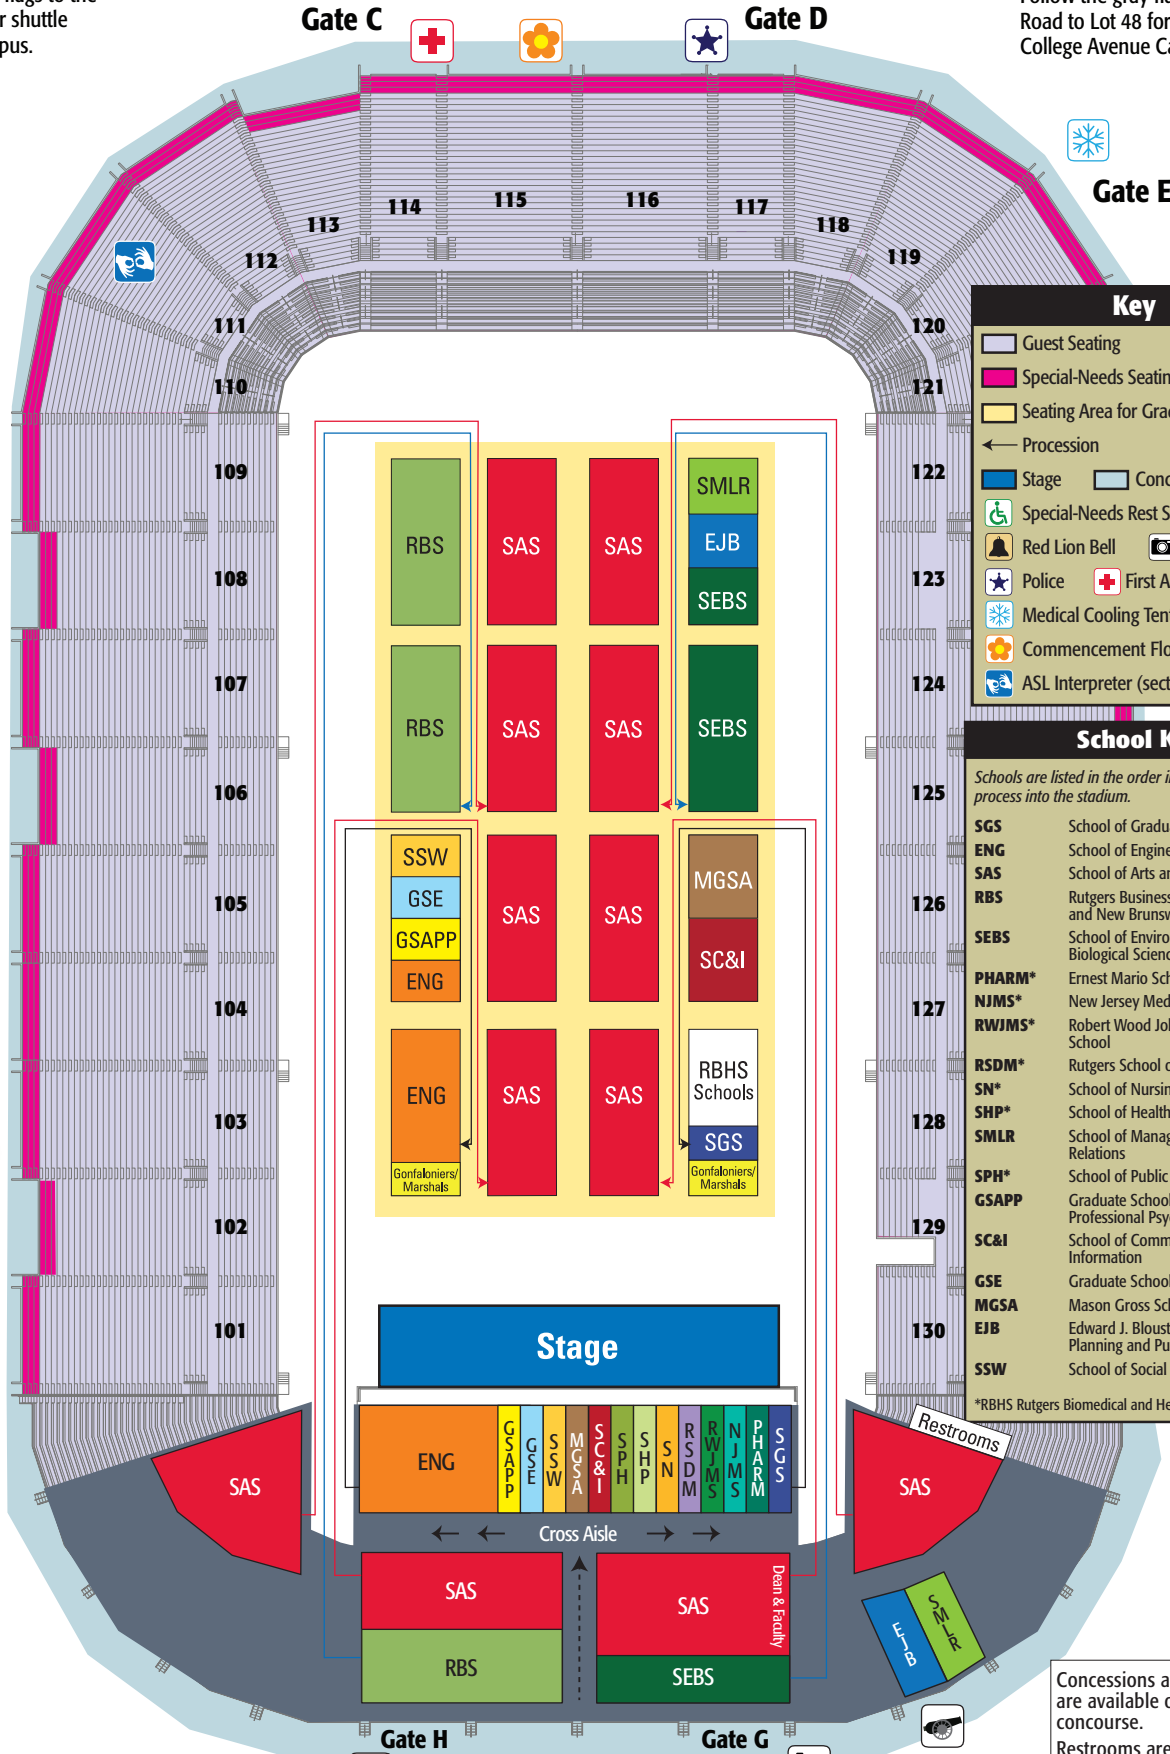 flags to the
r shuttle
pus.
Gate C
Gate D
Road to Lot 48 for
College Avenue Ca
Gate E
113
114
115
116
117
118
112
119
111
120
110
121
109
122
108
123
107
124
106
125
105
126
104
127
103
128
102
129
101
130
Key
Guest Seating
Special-Needs Seatin
Seating Area for Gra
Procession
Stage
Conc
Special-Needs Rest S
Red Lion Bell
Police
First A
Medical Cooling Ten
Commencement Flo
ASL Interpreter (sect
School K
Schools are listed in the order i
process into the stadium.
SGS School of Gradu
ENG School of Engine
SAS School of Arts a
RBS Rutgers Business
and New Brunsw
SEBS School of Enviro
Biological Scienc
PHARM* Ernest Mario Sch
NJMS* New Jersey Med
RWJMS* Robert Wood Joh
School
RSDM* Rutgers School o
SN* School of Nursin
SHP* School of Health
SMLR School of Manag
Relations
SPH* School of Public
GSAPP Graduate School
Professional Psy
SC&I School of Comm
Information
GSE Graduate School
MGSA Mason Gross Sch
EJB Edward J. Bloust
Planning and Pu
SSW School of Social
*RBHS Rutgers Biomedical and He
RBS
SAS
SAS
SMLR
EJB
SEBS
RBS
SAS
SAS
SEBS
SSW
GSE
GSAPP
ENG
SAS
SAS
MGSA
SC&I
ENG
Gonfaloniers/
Marshals
SAS
SAS
RBHS
Schools
SGS
Gonfaloniers/
Marshals
Stage
ENG
GSAPP
GSE
SSW
MGSA
SC&I
SPH
SHP
SN
RSDM
RWJMS
NJMS
PHARM
SGS
Restrooms
SAS
SAS
Cross Aisle
SAS
SAS
Dean & Faculty
RBS
SEBS
EJB
SMLR
Gate H
Gate G
Concessions a
are available o
concourse.
Restrooms are